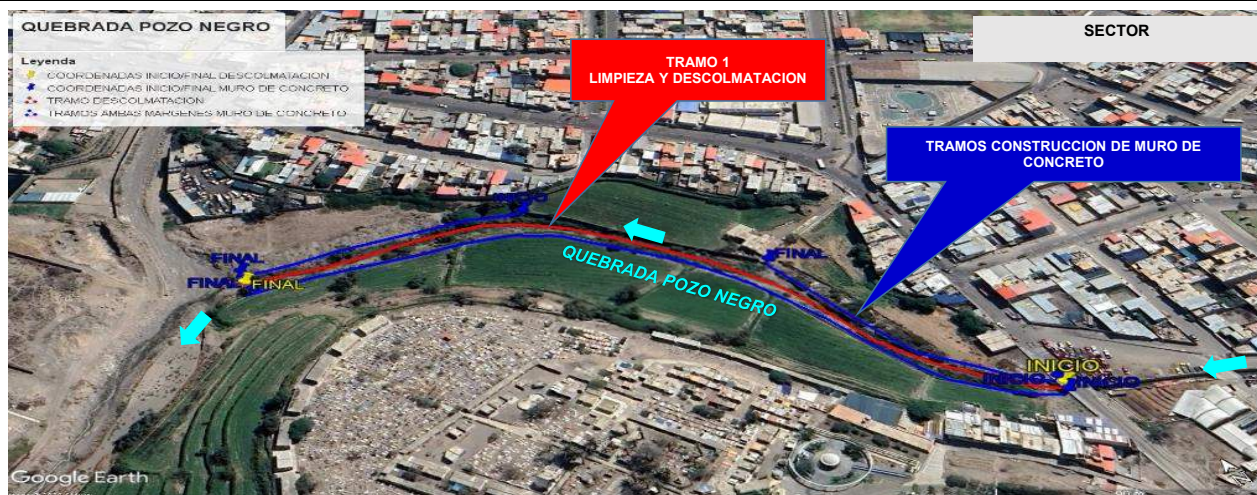 QUEBRADA POZO NEGRO
Leyenda
COORDENADAS INICIO/FINAL DESCOLMATACION
COORDENADAS INICIO/FINAL MURO DE CONCRETO
TRAMO DESCOLMATACION
TRAMOS AMBAS MARGENES MURO DE CONCRETO
SECTOR
TRAMO 1
LIMPIEZA Y DESCOLMATACION
TRAMOS CONSTRUCCION DE MURO DE
CONCRETO
INICIO
FINAL
FINAL
FINAL
FINAL
QUEBRADA POZO NEGRO
INICIO
INICIO
INICIO
Google Earth